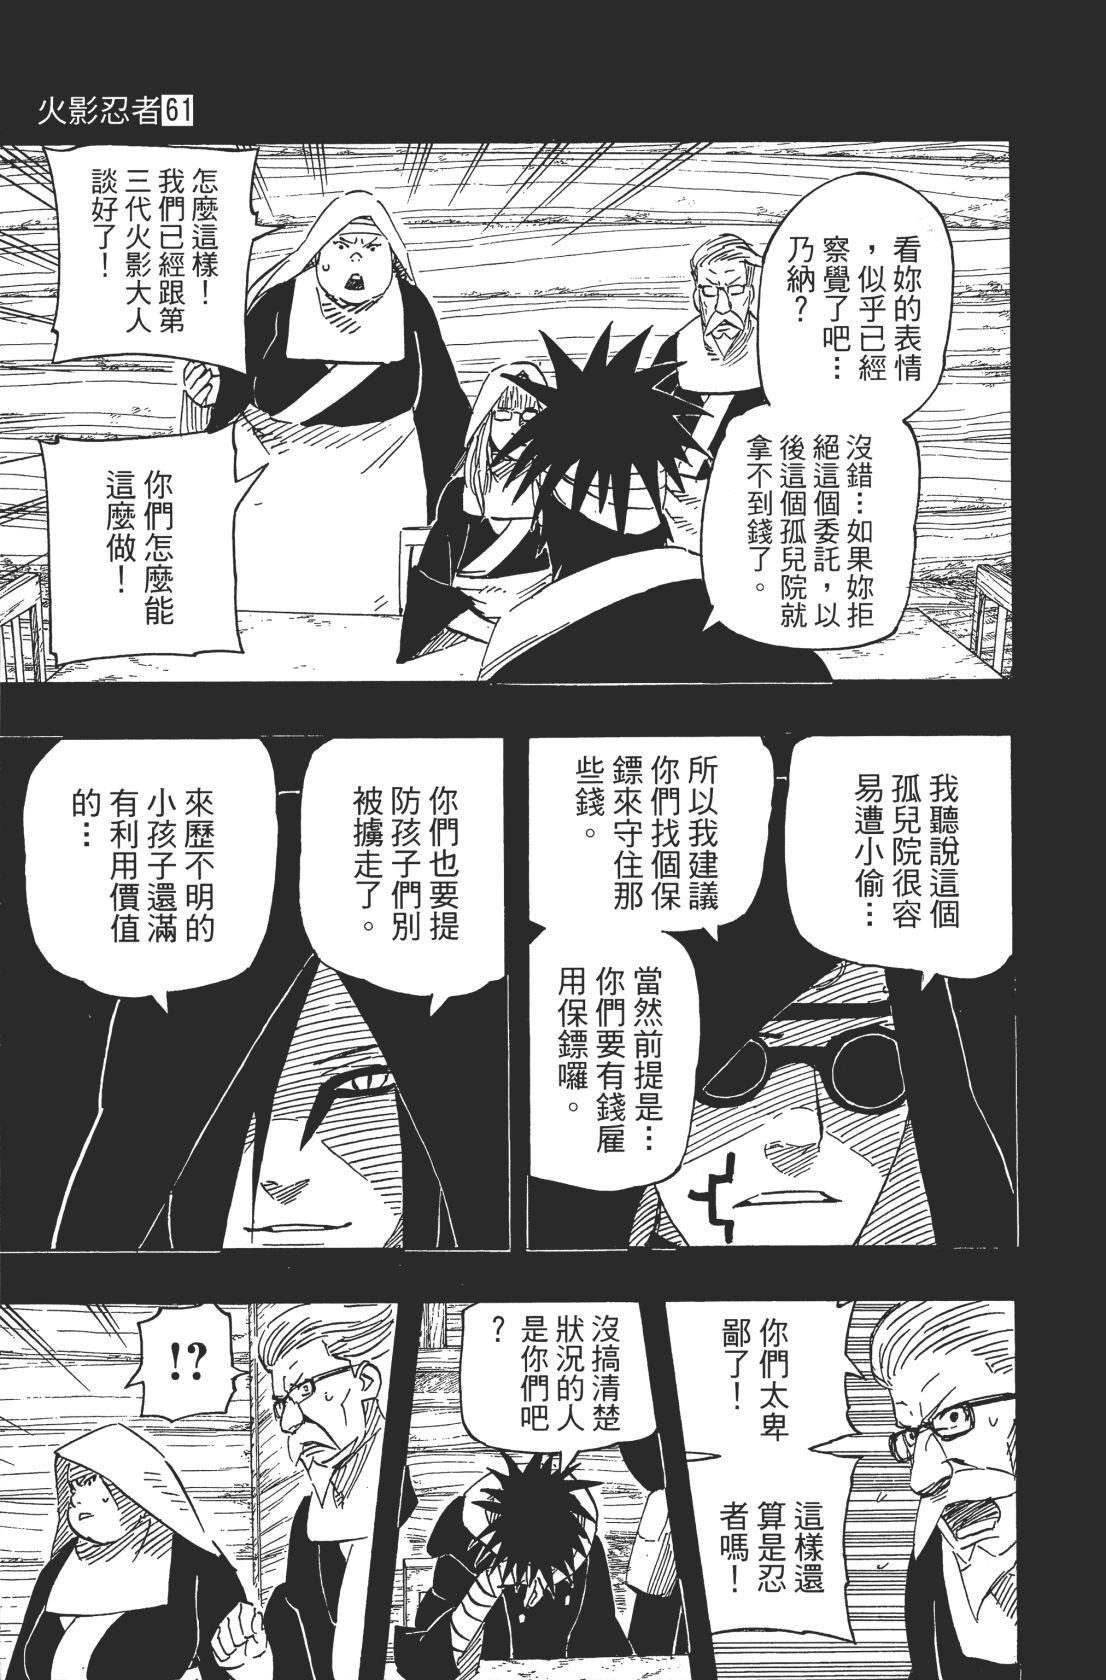 火影忍者61
看妳的表情
，似乎已經
察覺了吧…
乃納？
沒錯…如果妳拒
絕這個委託，以
後這個孤兒院就
拿不到錢了。
怎麼這樣！
我們已經跟第
三代火影大人
談好了！
你們怎麼能
這麼做！
我聽說這個
孤兒院很容
易遭小偷…
所以我建議
你們找個保
鏢來守住那
些錢。
當然前提是…
你們要有錢雇
用保鏢囉。
你們也要提
防孩子們別
被擄走了。
來歷不明的
小孩子還滿
有利用價值
的…
你們太卑
鄙了！
這樣還
算是忍
者嗎！
沒搞清楚
狀況的人
是你們吧
？
!?